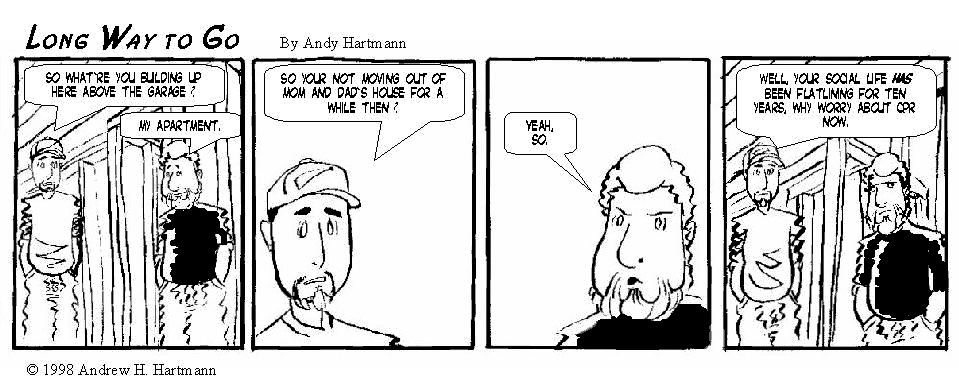 LONG WAY TO GO
By Andy Hartmann
SO WHAT'RE YOU BUILDING UP
HERE ABOVE THE GARAGE ?
MY APARTMENT.
SO YOUR NOT MOVING OUT OF
MOM AND DAD'S HOUSE FOR A
WHILE THEN ?
YEAH,
SO.
WELL, YOUR SOCIAL LIFE HAS
BEEN FLATLINING FOR TEN
YEARS, WHY WORRY ABOUT CPR
NOW.
© 1998 Andrew H. Hartmann